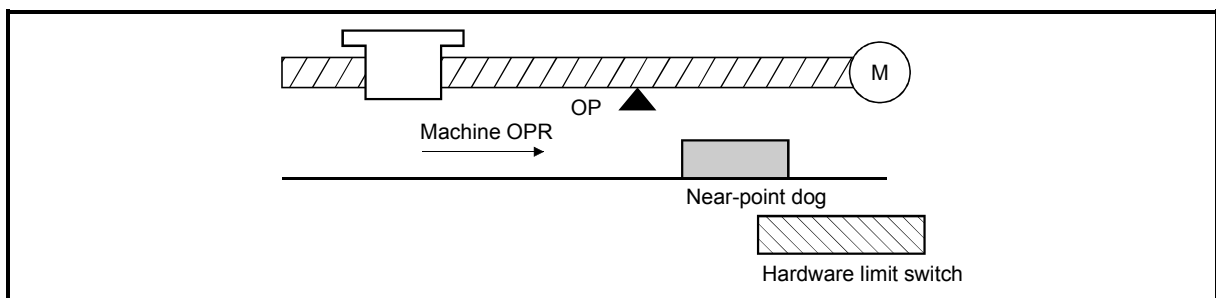 M
OP
Machine OPR
Near-point dog
Hardware limit switch